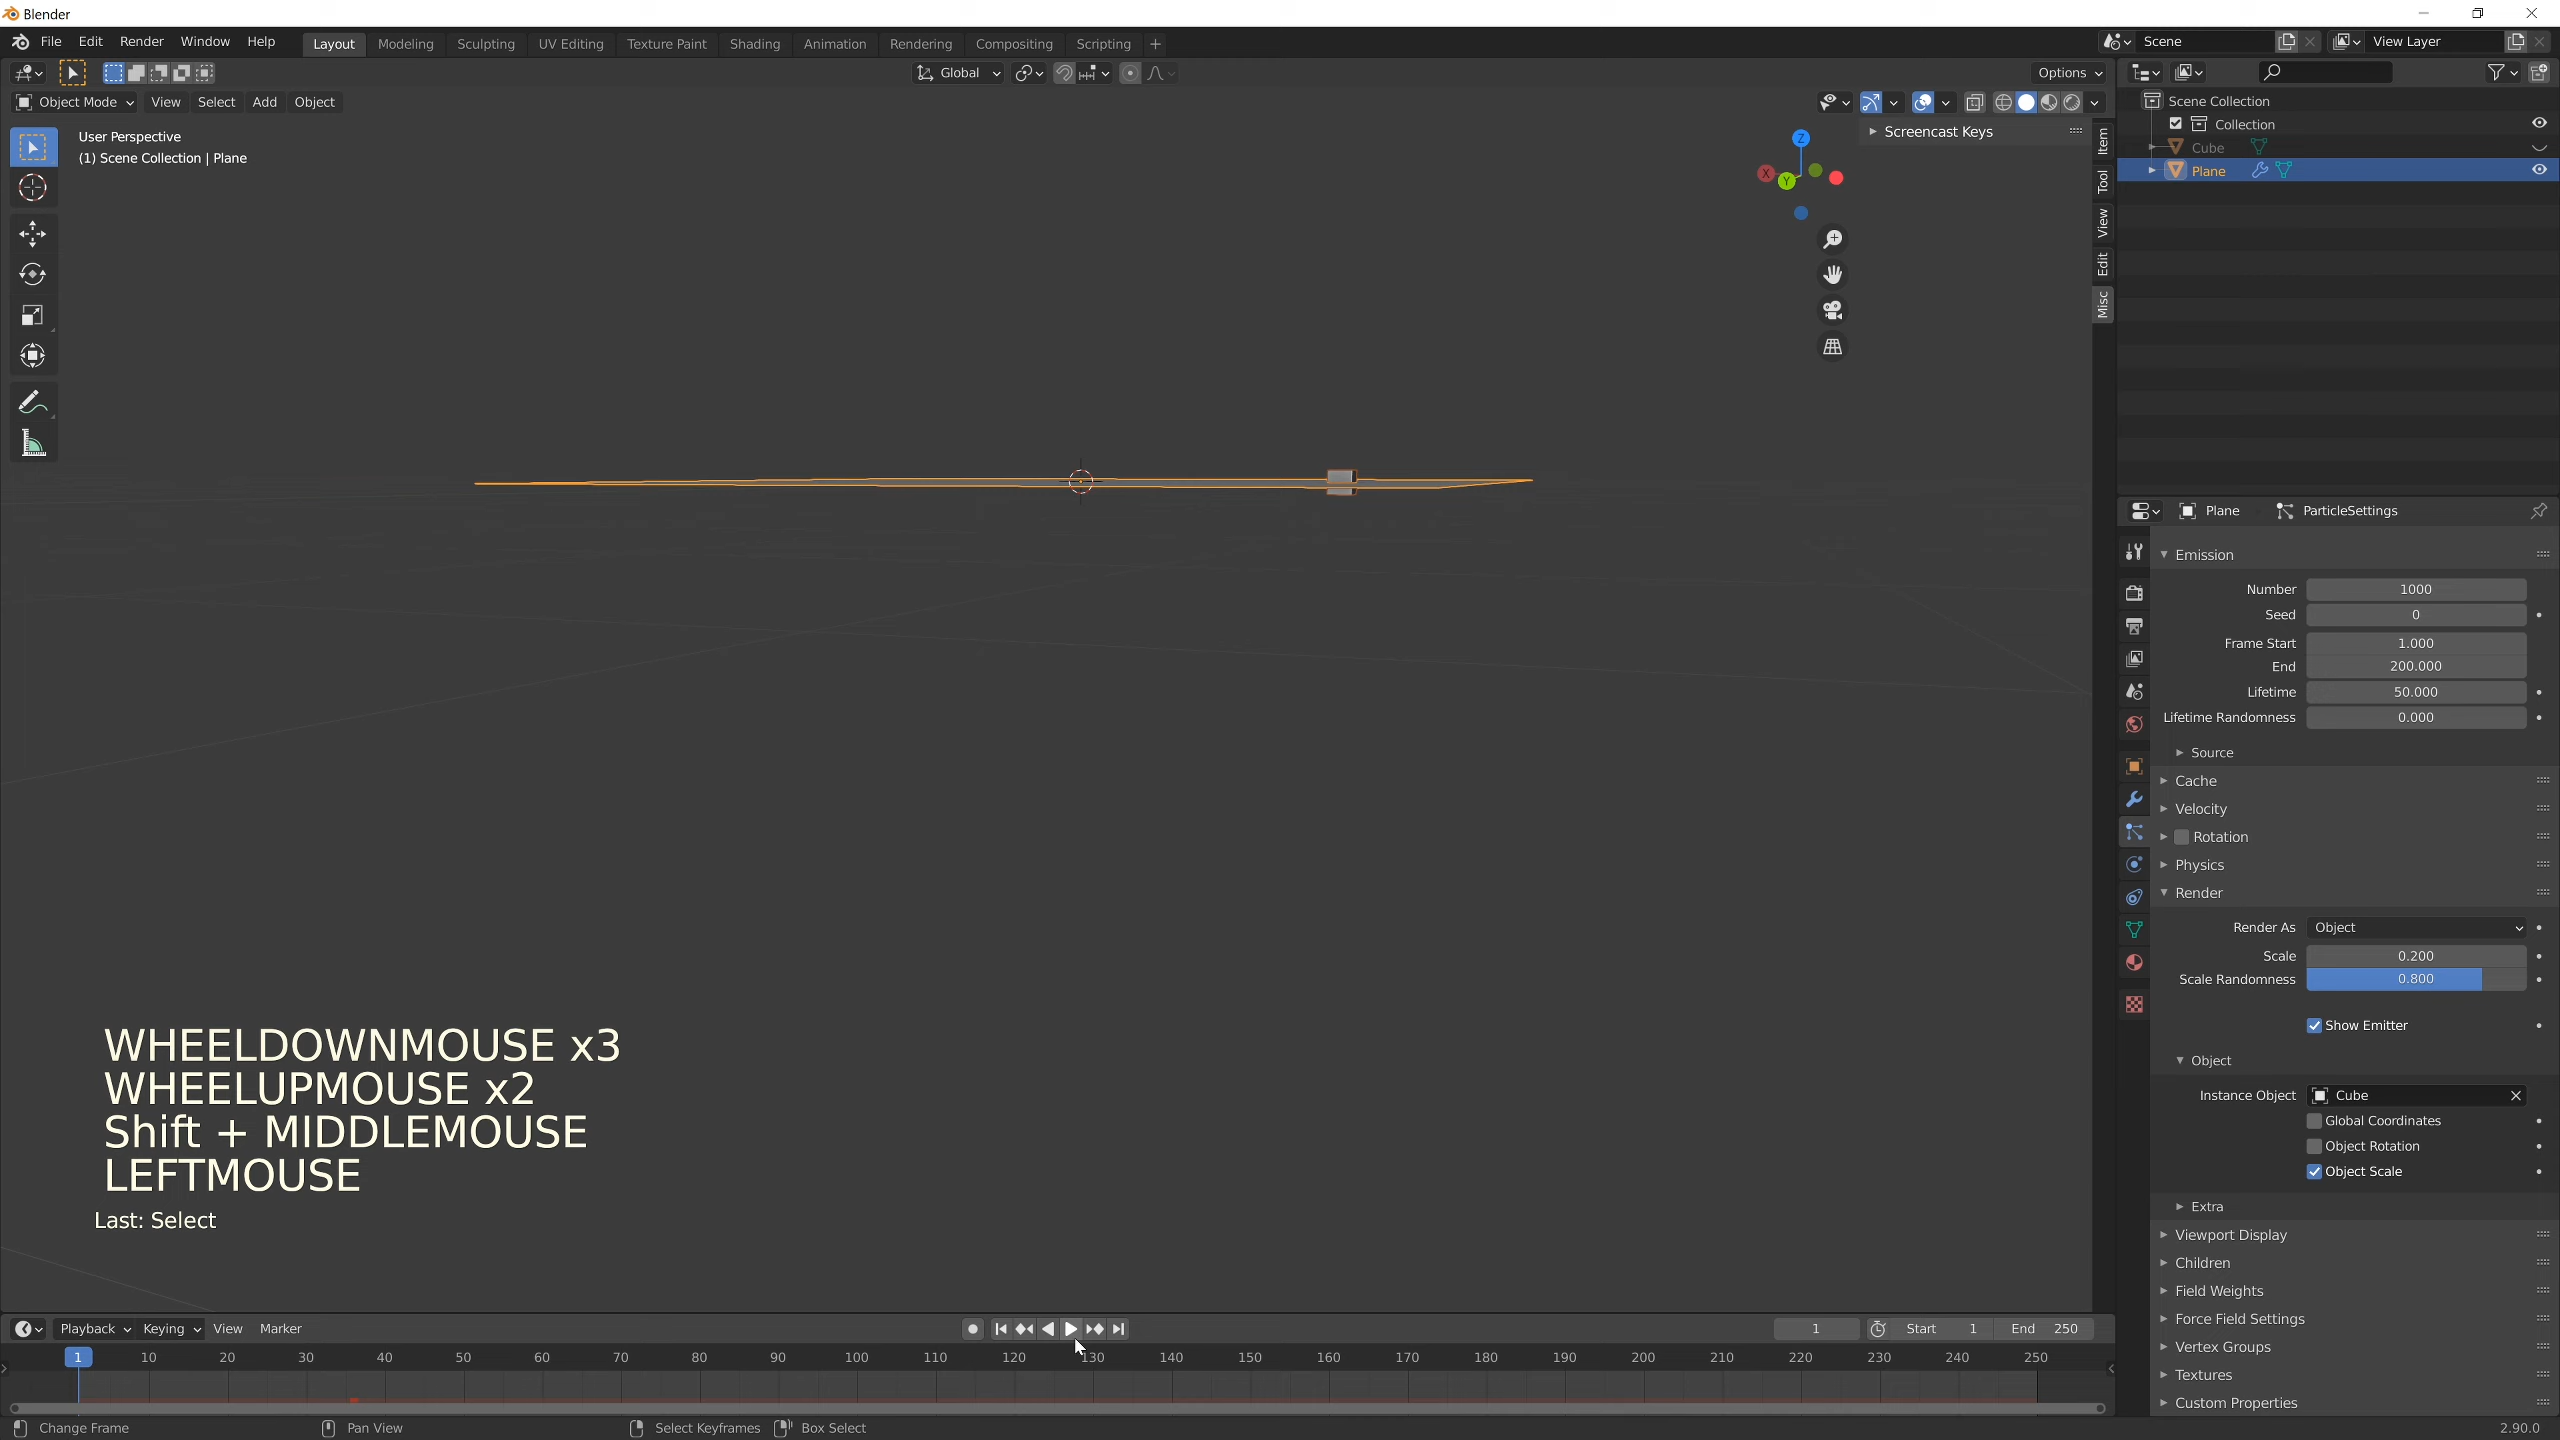 Blender
File Edit Render Window Help Layout Modeling Sculpting UV Editing Texture Paint Shading Animation Rendering Compositing Scripting + Scene View Layer
Global Options
Object Mode View Select Add Object
User Perspective
(1) Scene Collection | Plane
Z
X
Y
Screencast Keys
Item
Tool
View
Edit
Misc
Scene Collection
Collection
Cube
Plane
Plane ParticleSettings
Emission
Number 1000
Seed 0
Frame Start 1.000
End 200.000
Lifetime 50.000
Lifetime Randomness 0.000
Source
Cache
Velocity
Rotation
Physics
Render
Render As Object
Scale 0.200
Scale Randomness 0.800
Show Emitter
Object
Instance Object Cube
Global Coordinates
Object Rotation
Object Scale
Extra
Viewport Display
Children
Field Weights
Force Field Settings
Vertex Groups
Textures
Custom Properties
WHEELDOWNMOUSE x3
WHEELUPMOUSE x2
Shift + MIDDLEMOUSE
LEFTMOUSE
Last: Select
Playback Keying View Marker 1 Start 1 End 250
1 10 20 30 40 50 60 70 80 90 100 110 120 130 140 150 160 170 180 190 200 210 220 230 240 250
Change Frame Pan View Select Keyframes Box Select 2.90.0